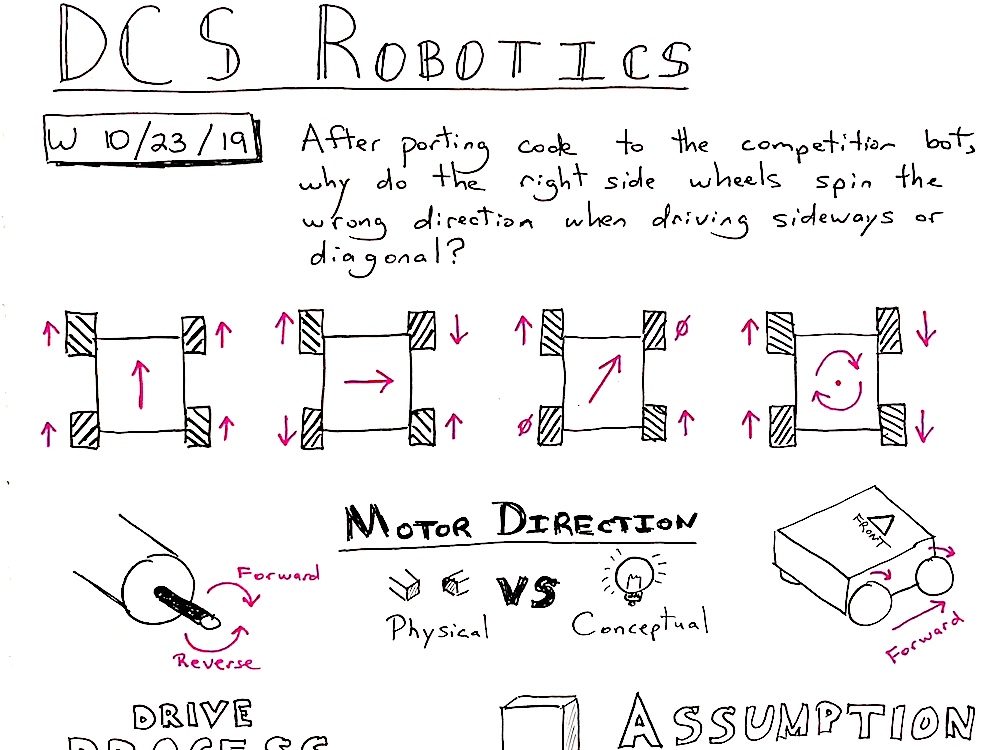 DCS ROBOTICS
W 10/23/19
After porting code to the competition bot,
why do the right side wheels spin the
wrong direction when driving sideways or
diagonal?
Ø
Ø
MOTOR DIRECTION
FRONT
Forward
Reverse
VS
Physical
Conceptual
Forward
DRIVE
PROCESS
ASSUMPTION